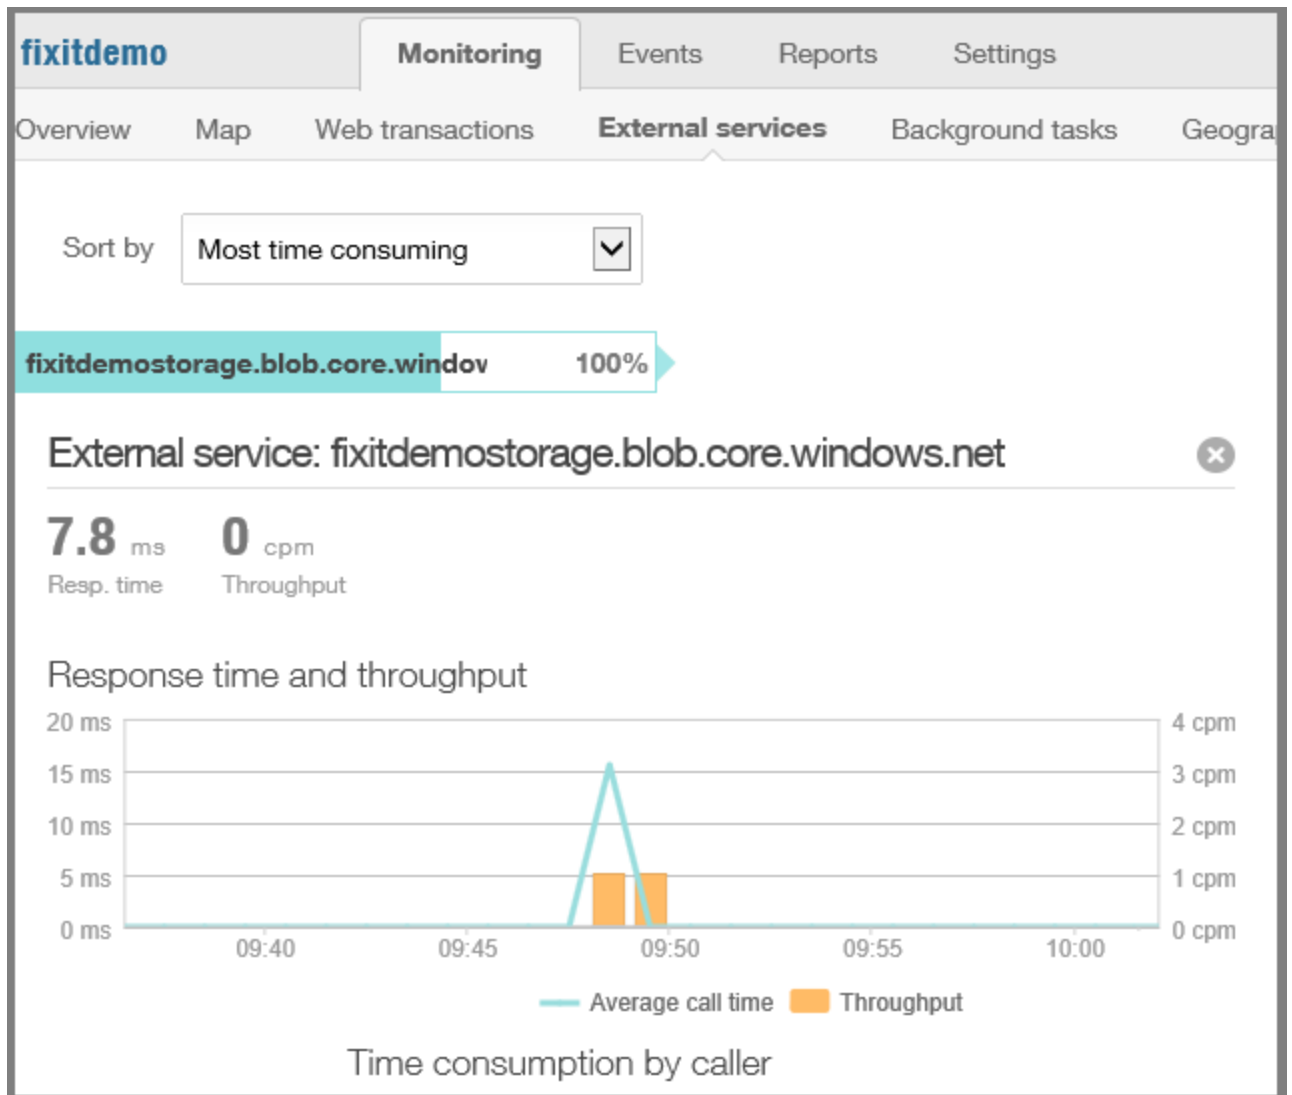 fixitdemo Monitoring Events Reports Settings
Overview Map Web transactions External services Background tasks Geogra
Sort by Most time consuming
fixitdemostorage.blob.core.window 100%
External service: fixitdemostorage.blob.core.windows.net
7.8 ms 0 cpm
Resp. time Throughput
Response time and throughput
20 ms 4 cpm
15 ms 3 cpm
10 ms 2 cpm
5 ms 1 cpm
0 ms 0 cpm
09:40 09:45 09:50 09:55 10:00
Average call time Throughput
Time consumption by caller